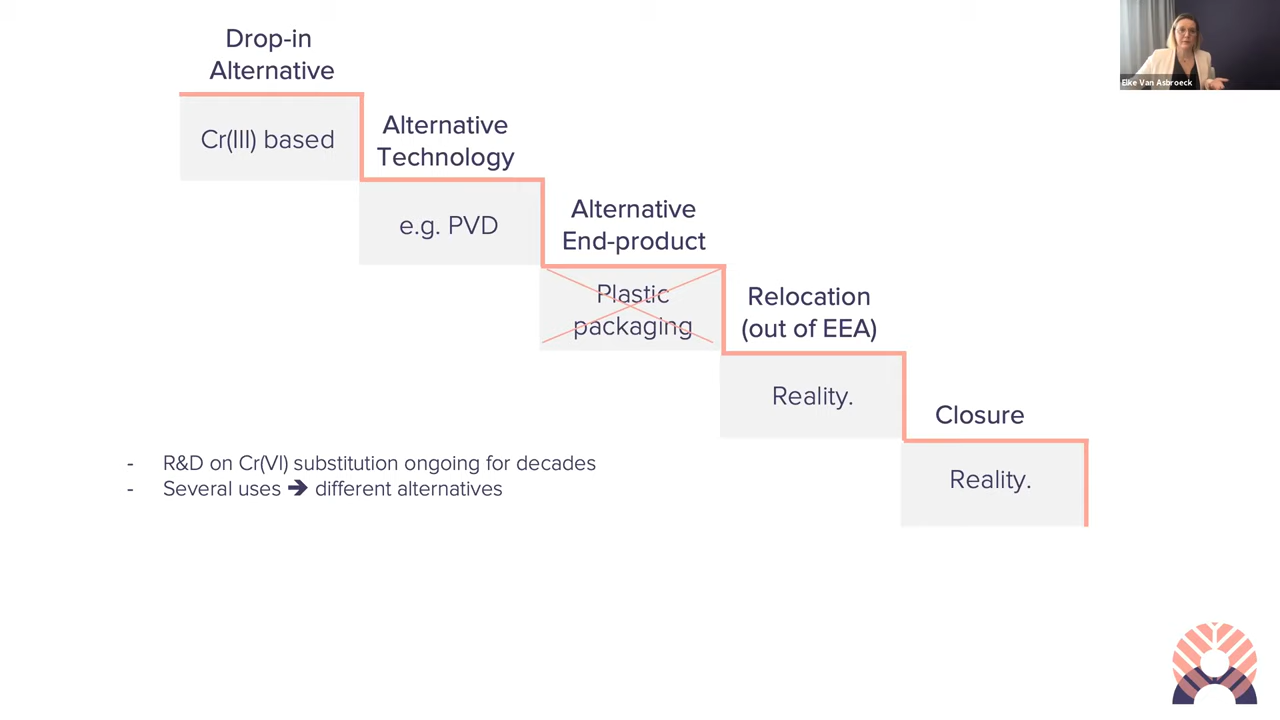 Drop-in
Alternative
Cr(III) based
Alternative
Technology
e.g. PVD
Alternative
End-product
Plastic
packaging
Relocation
(out of EEA)
Reality.
Closure
Reality.
- R&D on Cr(VI) substitution ongoing for decades
- Several uses ➔ different alternatives
Elke Van Asbroeck